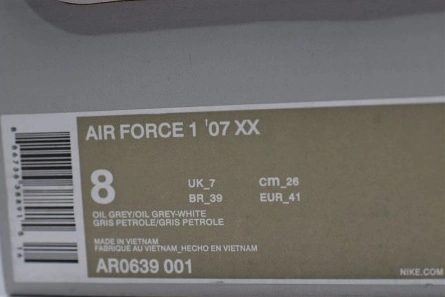 AIR FORCE 1 '07 XX
8
UK_7 cm_26
BR_39 EUR_41
OIL GREY/OIL GREY-WHITE
GRIS PETROLE/GRIS PETROLE
MADE IN VIETNAM
FABRIQUÉ AU VIETNAM_HECHO EN VIETNAM
AR0639 001
NIKE.COM